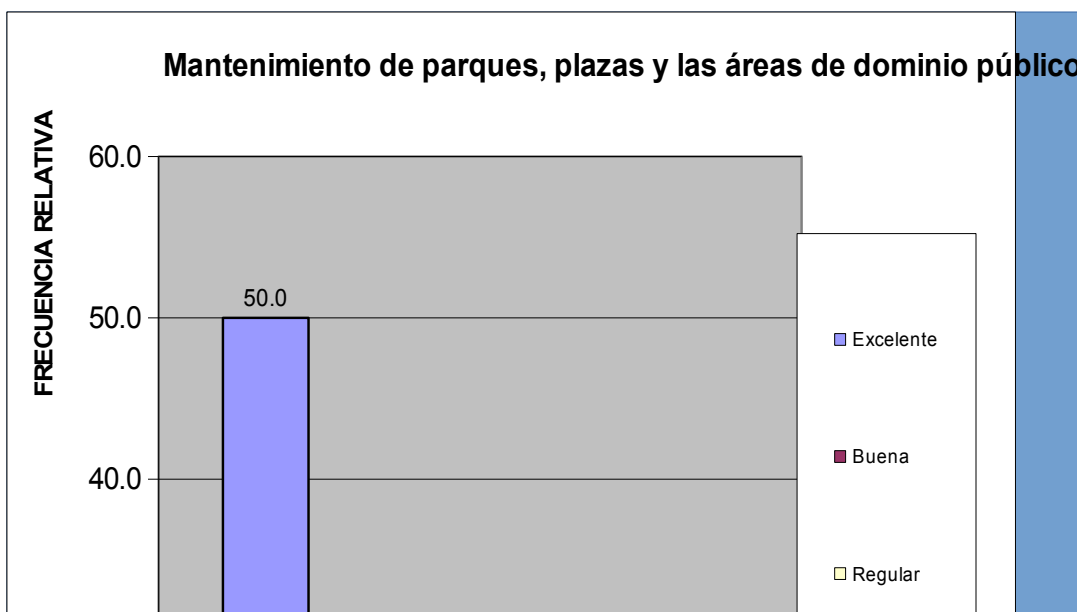 Mantenimiento de parques, plazas y las áreas de dominio público
FRECUENCIA RELATIVA
60.0
50.0
40.0
50.0
Excelente
Buena
Regular